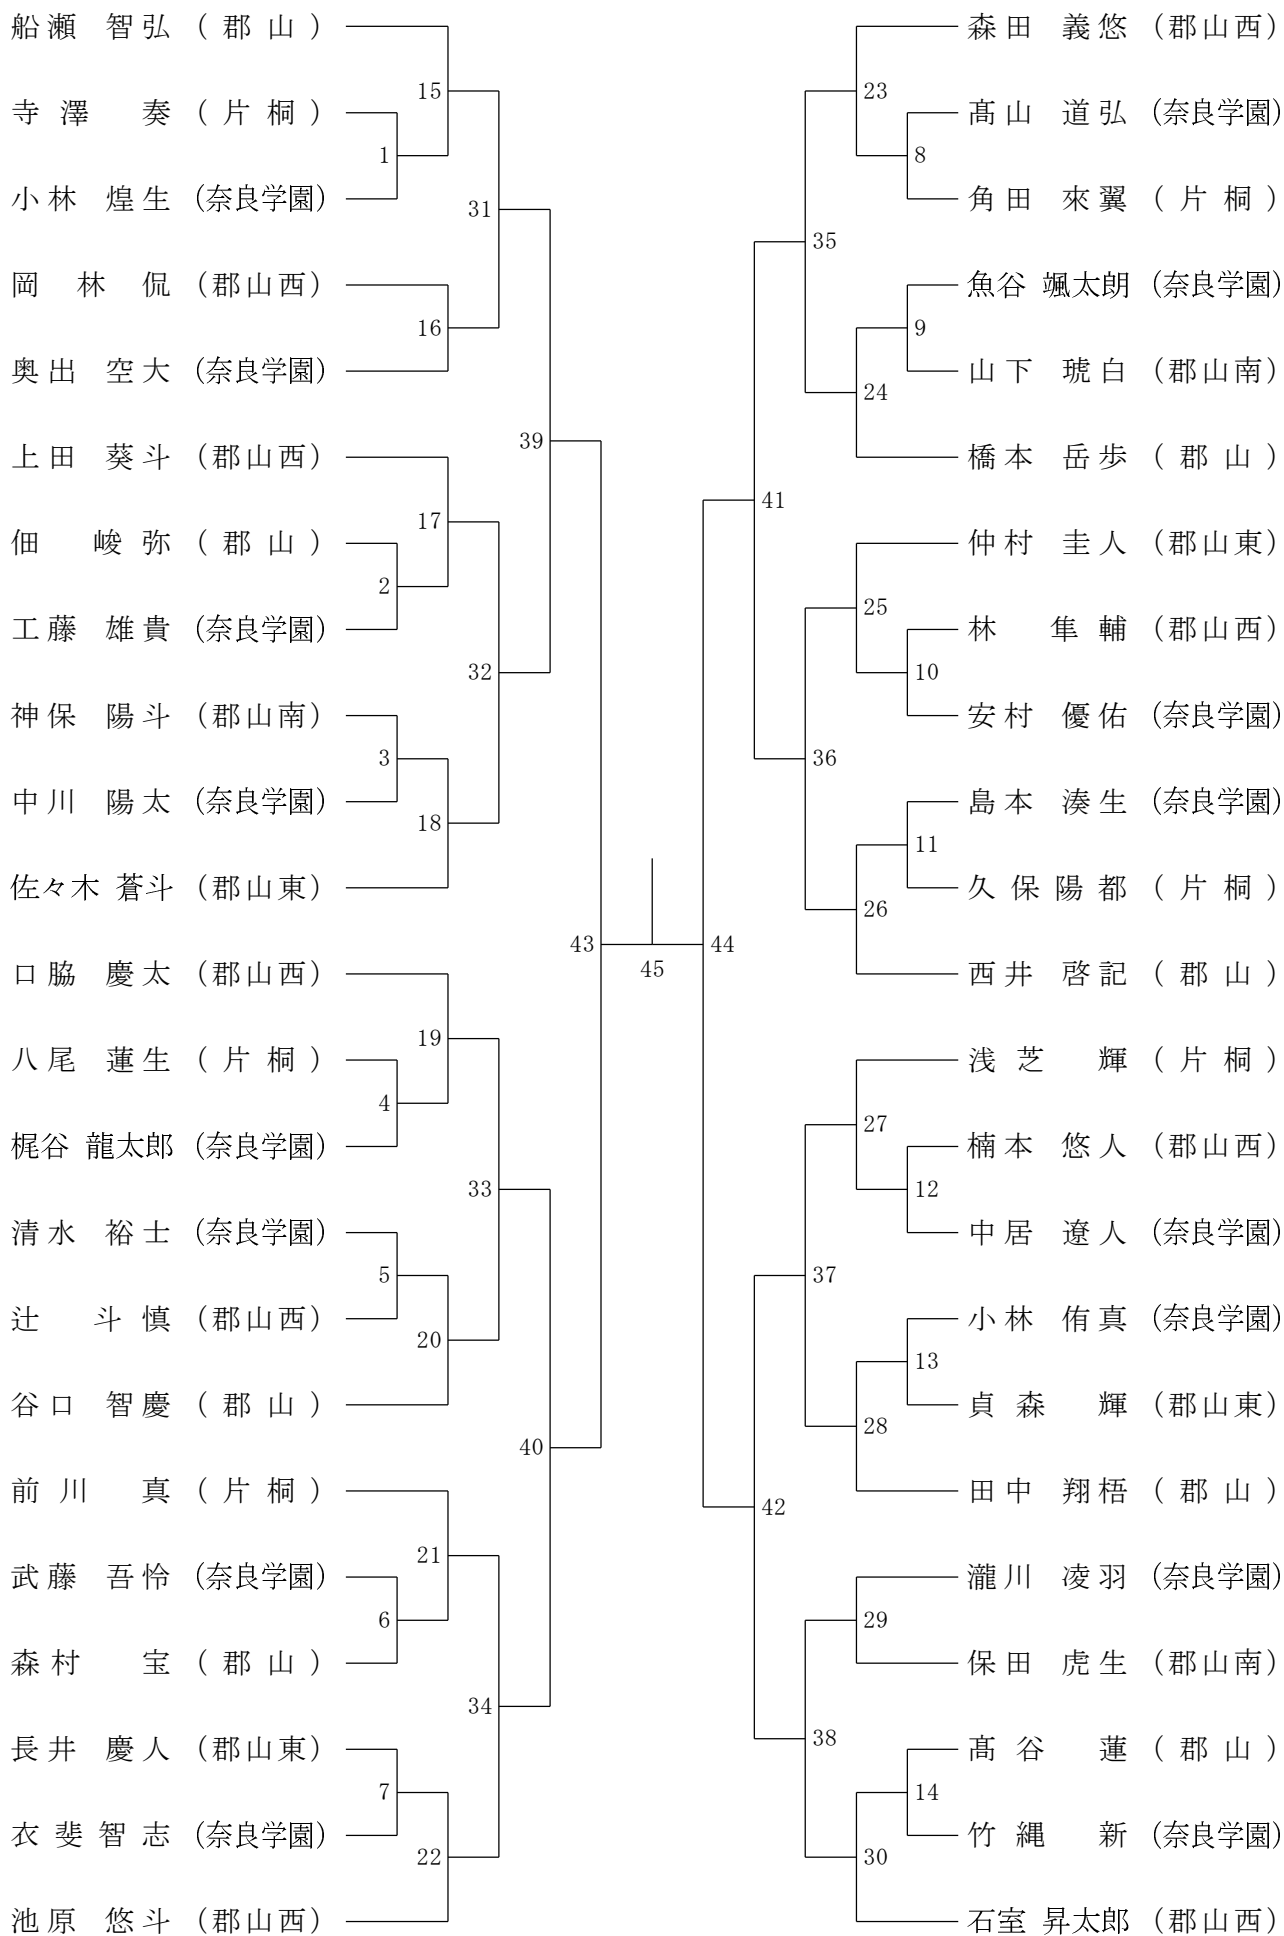 船瀬 智弘 (郡山)
15
寺澤 奏 (片桐)
1
小林 煌生 (奈良学園)
31
岡林 侃 (郡山西)
16
奥出 空大 (奈良学園)
39
上田 葵斗 (郡山西)
17
佃 峻弥 (郡山)
2
工藤 雄貴 (奈良学園)
32
神保 陽斗 (郡山南)
3
中川 陽太 (奈良学園)
18
佐々木 蒼斗 (郡山東)
43
口脇 慶太 (郡山西)
19
八尾 蓮生 (片桐)
4
梶谷 龍太郎 (奈良学園)
33
清水 裕士 (奈良学園)
5
辻 斗慎 (郡山西)
20
谷口 智慶 (郡山)
40
前川 真 (片桐)
21
武藤 吾怜 (奈良学園)
6
森村 宝 (郡山)
34
長井 慶人 (郡山東)
7
衣斐智志 (奈良学園)
22
池原 悠斗 (郡山西)
45
森田 義悠 (郡山西)
23
髙山 道弘 (奈良学園)
8
角田 來翼 (片桐)
35
魚谷 颯太朗 (奈良学園)
9
山下 琥白 (郡山南)
24
橋本 岳歩 (郡山)
41
仲村 圭人 (郡山東)
25
林 隼輔 (郡山西)
10
安村 優佑 (奈良学園)
36
島本 湊生 (奈良学園)
11
久保陽都 (片桐)
26
西井 啓記 (郡山)
44
浅芝 輝 (片桐)
27
楠本 悠人 (郡山西)
12
中居 遼人 (奈良学園)
37
小林 侑真 (奈良学園)
13
貞森 輝 (郡山東)
28
田中 翔梧 (郡山)
42
瀧川 凌羽 (奈良学園)
29
保田 虎生 (郡山南)
38
髙谷 蓮 (郡山)
14
竹縄 新 (奈良学園)
30
石室 昇太郎 (郡山西)